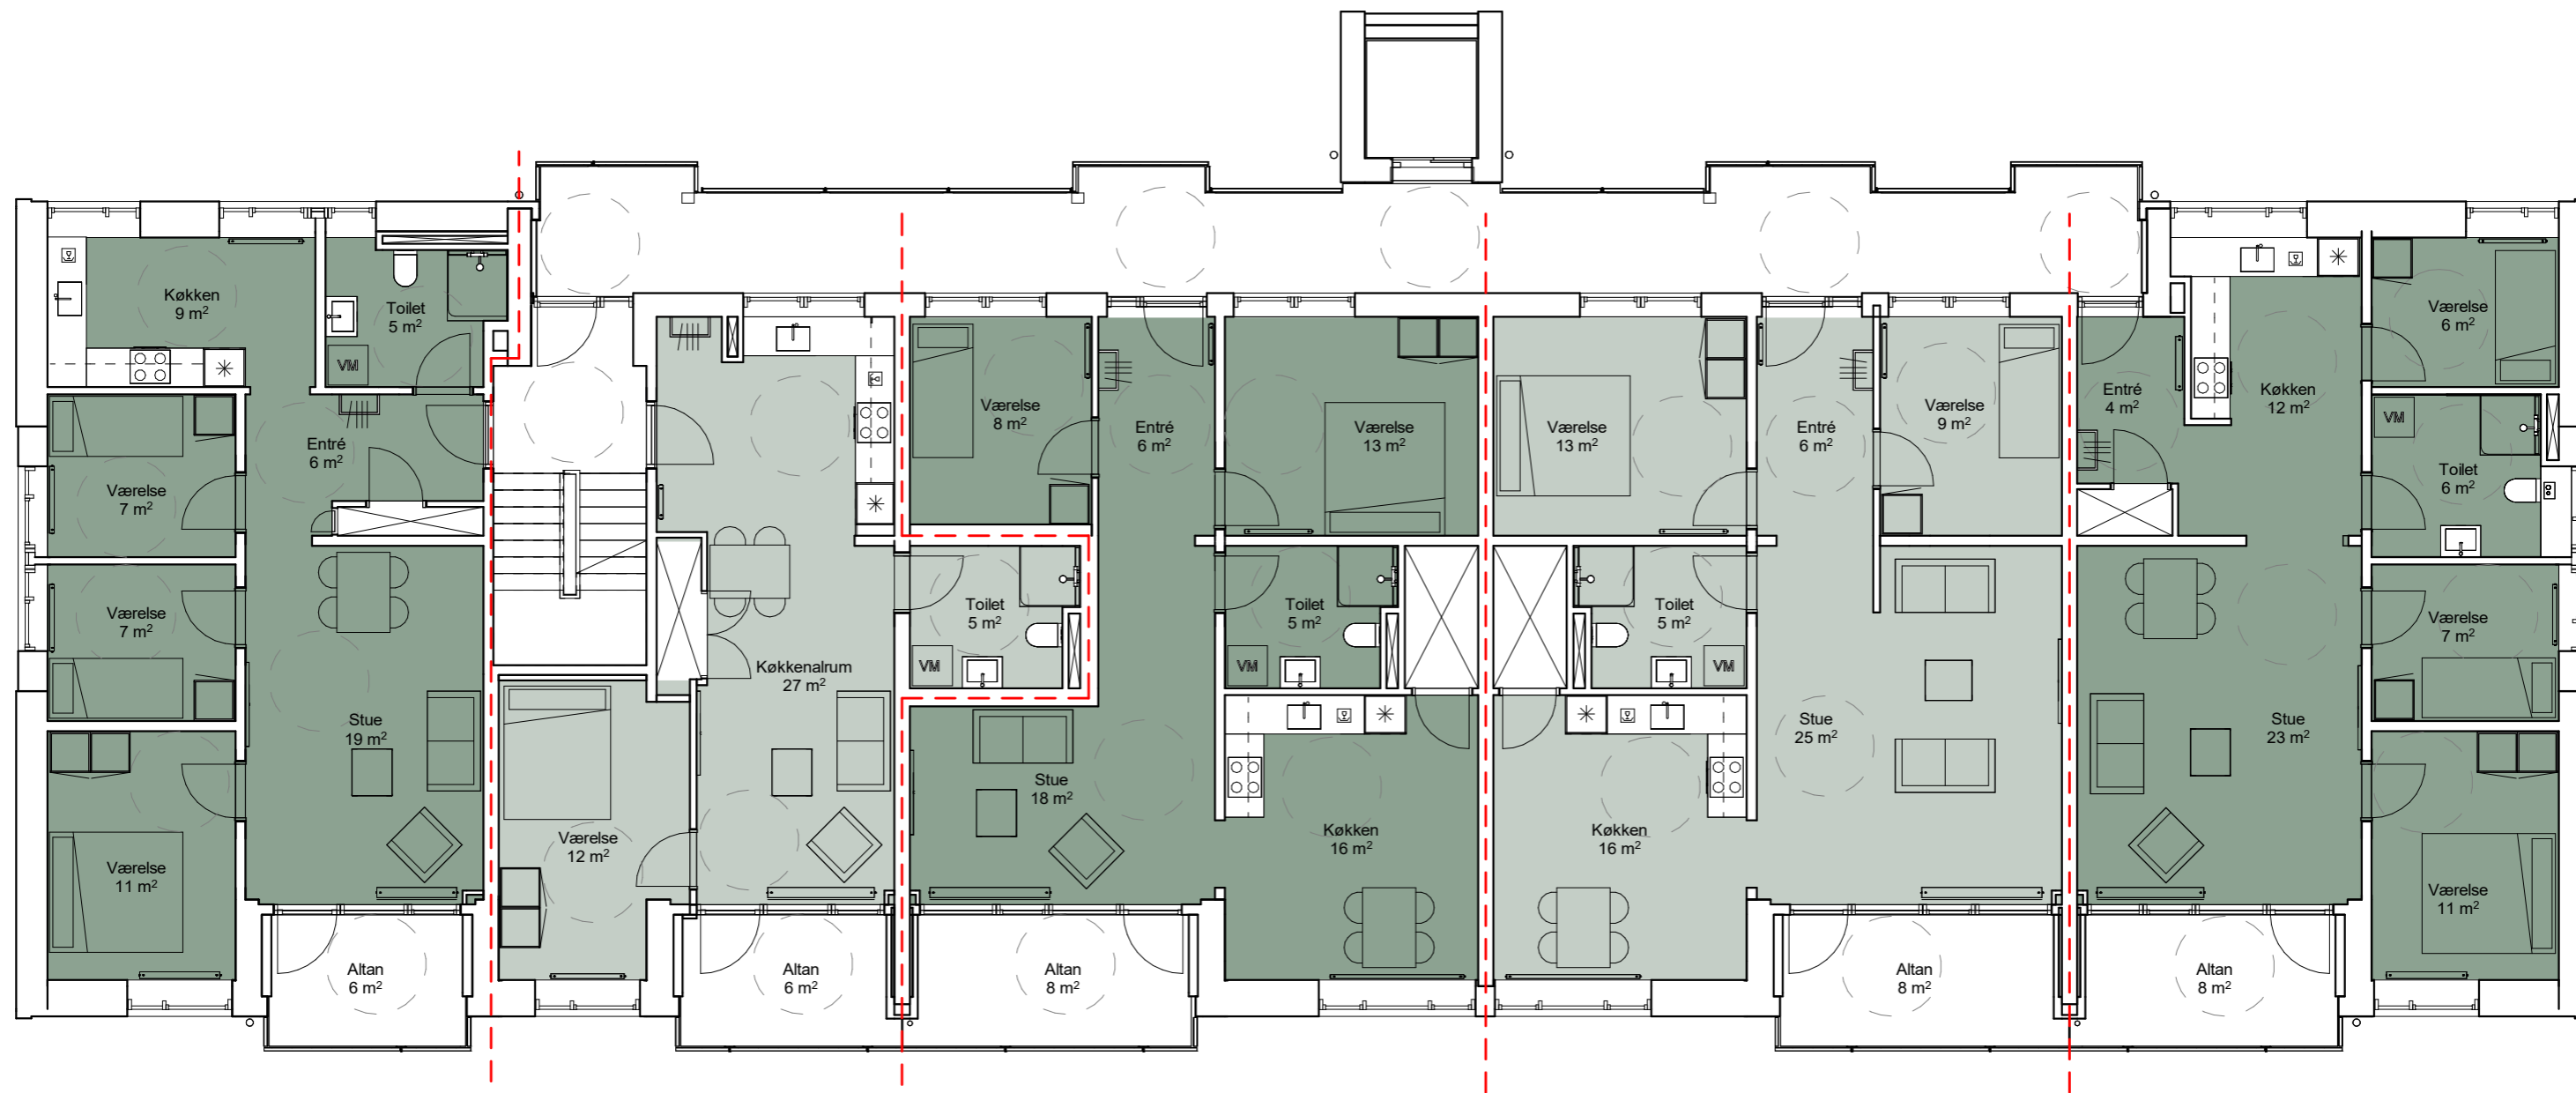 Køkken
9 m²
Toilet
5 m²
VM
Entré
6 m²
Værelse
7 m²
Værelse
7 m²
Værelse
11 m²
Stue
19 m²
Altan
6 m²
Køkkenalrum
27 m²
Toilet
5 m²
VM
Værelse
12 m²
Altan
6 m²
Værelse
8 m²
Entré
6 m²
Værelse
13 m²
Toilet
5 m²
VM
Stue
18 m²
Køkken
16 m²
Altan
8 m²
Værelse
13 m²
Entré
6 m²
Værelse
9 m²
Toilet
5 m²
VM
Stue
25 m²
Køkken
16 m²
Altan
8 m²
Entré
4 m²
Køkken
12 m²
Værelse
6 m²
VM
Toilet
6 m²
Værelse
7 m²
Stue
23 m²
Værelse
11 m²
Altan
8 m²